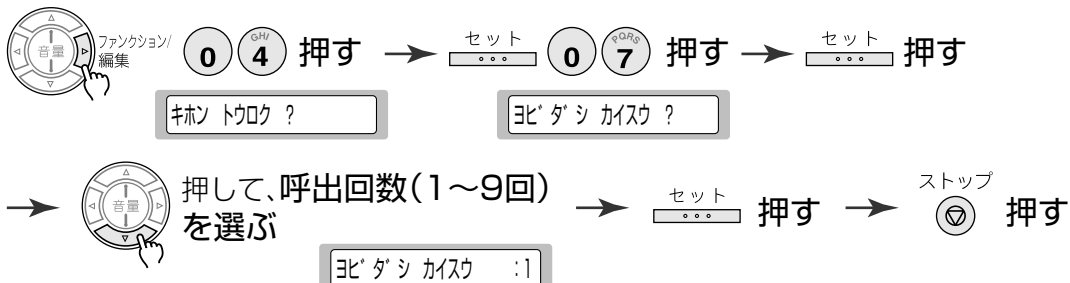 音量 ファンクション/編集 0 4 GHI 押す → セット 0 7 PQRS 押す → セット 押す
キホン トウロク ?
ヨビダシ カイスウ ?
→ 音量 押して、呼出回数(1～9回)を選ぶ → セット 押す → ストップ 押す
ヨビダシ カイスウ :1